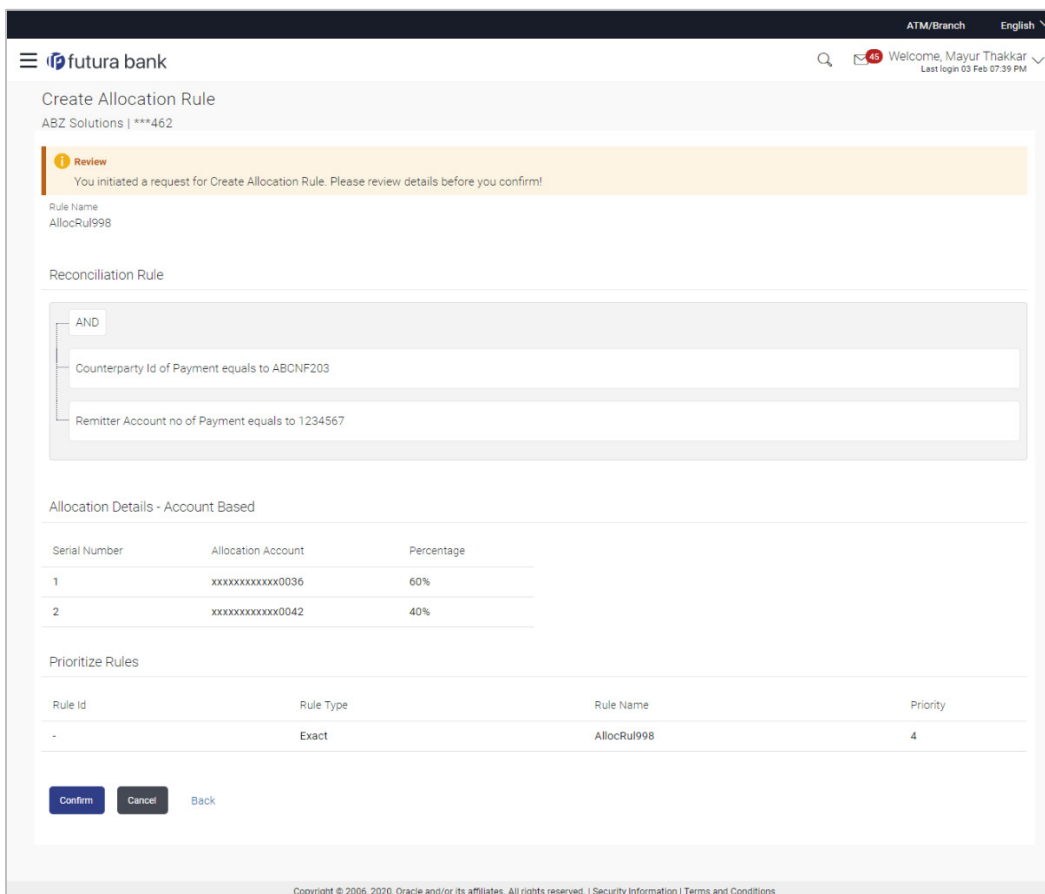 ATM/Branch English
futura bank
45 Welcome, Mayur Thakkar
Last login 03 Feb 07:39 PM
Create Allocation Rule
ABZ Solutions | ***462
Review
You initiated a request for Create Allocation Rule. Please review details before you confirm!
Rule Name
AllocRul998
Reconciliation Rule
AND
Counterparty Id of Payment equals to ABCNF203
Remitter Account no of Payment equals to 1234567
Allocation Details - Account Based
Serial Number Allocation Account Percentage
1 xxxxxxxxxxxx0036 60%
2 xxxxxxxxxxxx0042 40%
Prioritize Rules
Rule Id Rule Type Rule Name Priority
- Exact AllocRul998 4
Confirm Cancel Back
Copyright © 2006, 2020, Oracle and/or its affiliates. All rights reserved. | Security Information | Terms and Conditions